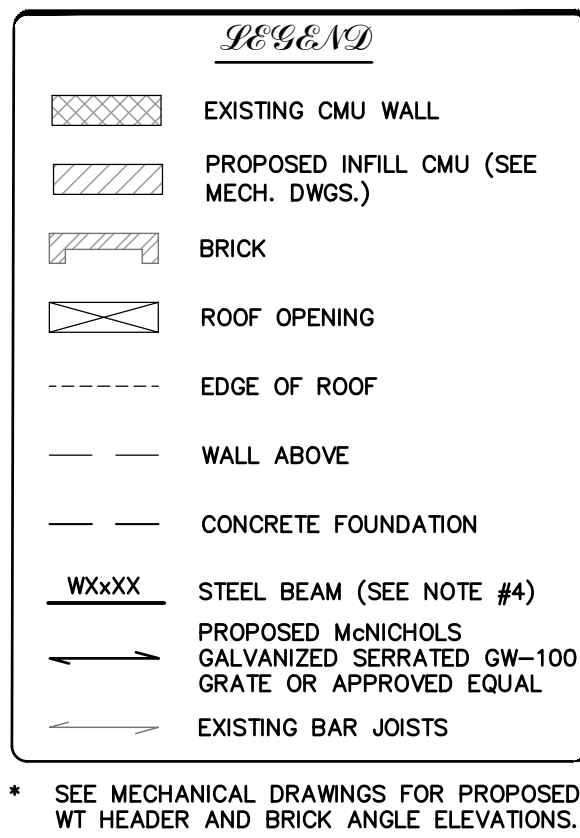 LEGEND
EXISTING CMU WALL
PROPOSED INFILL CMU (SEE
MECH. DWGS.)
BRICK
ROOF OPENING
EDGE OF ROOF
WALL ABOVE
CONCRETE FOUNDATION
WXxXX
STEEL BEAM (SEE NOTE #4)
PROPOSED McNICHOLS
GALVANIZED SERRATED GW-100
GRATE OR APPROVED EQUAL
EXISTING BAR JOISTS
* SEE MECHANICAL DRAWINGS FOR PROPOSED
WT HEADER AND BRICK ANGLE ELEVATIONS.